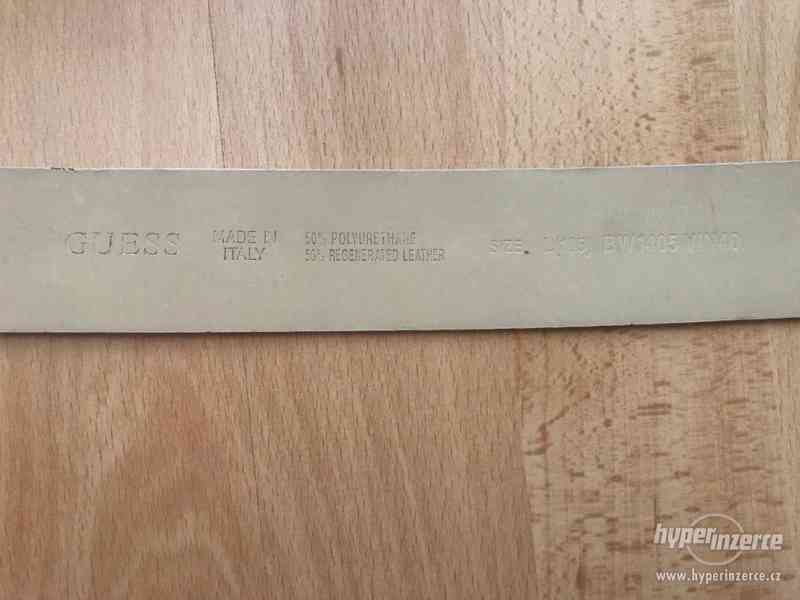 GUESS
MADE IN
ITALY
50% POLYURETHANE
50% REGENERATED LEATHER
SIZE
hyperinzerce
www.hyperinzerce.cz